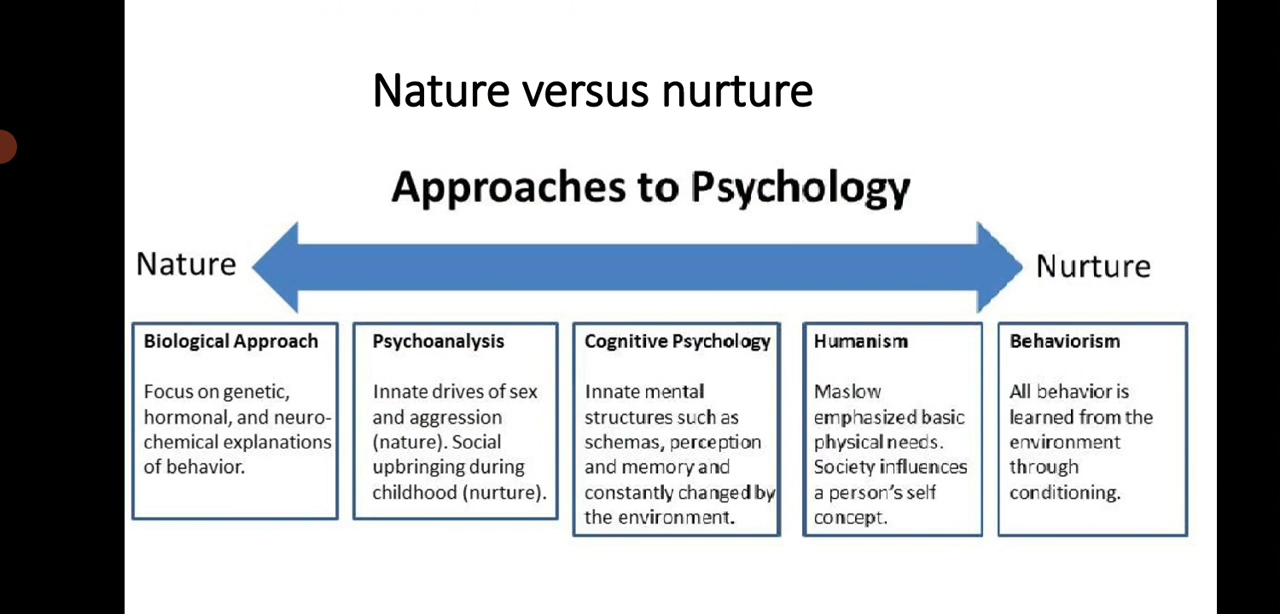 Nature versus nurture
Approaches to Psychology
Nature
Nurture
Biological Approach
Focus on genetic,
hormonal, and neuro-
chemical explanations
of behavior.
Psychoanalysis
Innate drives of sex
and aggression
(nature). Social
upbringing during
childhood (nurture).
Cognitive Psychology
Innate mental
structures such as
schemas, perception
and memory and
constantly changed by
the environment.
Humanism
Maslow
emphasized basic
physical needs.
Society influences
a person's self
concept.
Behaviorism
All behavior is
learned from the
environment
through
conditioning.